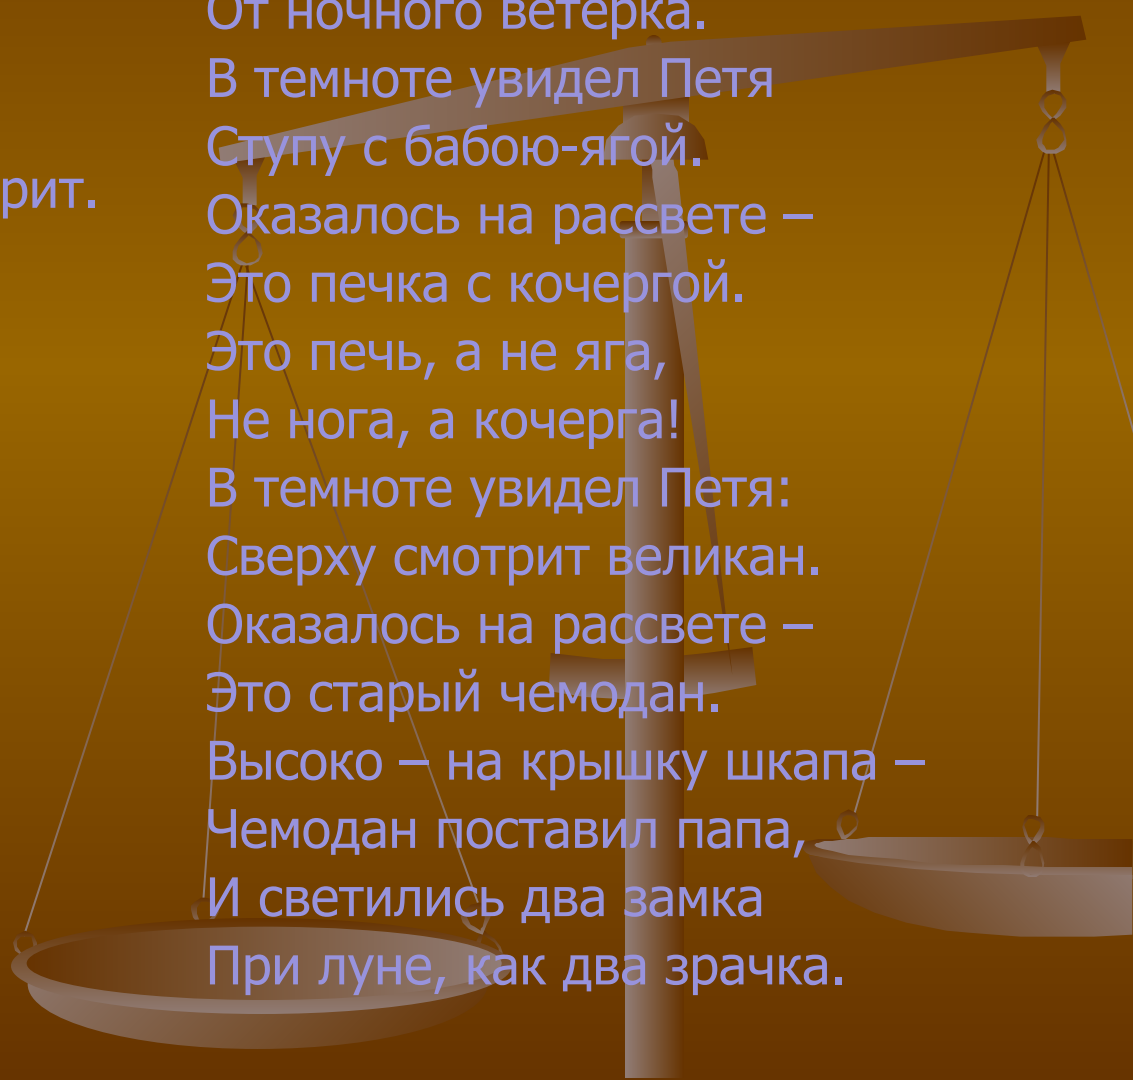 От ночного ветерка.
В темноте увидел Петя
Ступу с бабою-ягой.
рит.
Оказалось на рассвете –
Это печка с кочергой.
Это печь, а не яга,
Не нога, а кочерга!
В темноте увидел Петя:
Сверху смотрит великан.
Оказалось на рассвете –
Это старый чемодан.
Высоко – на крышку шкапа –
Чемодан поставил папа,
И светились два замка
При луне, как два зрачка.